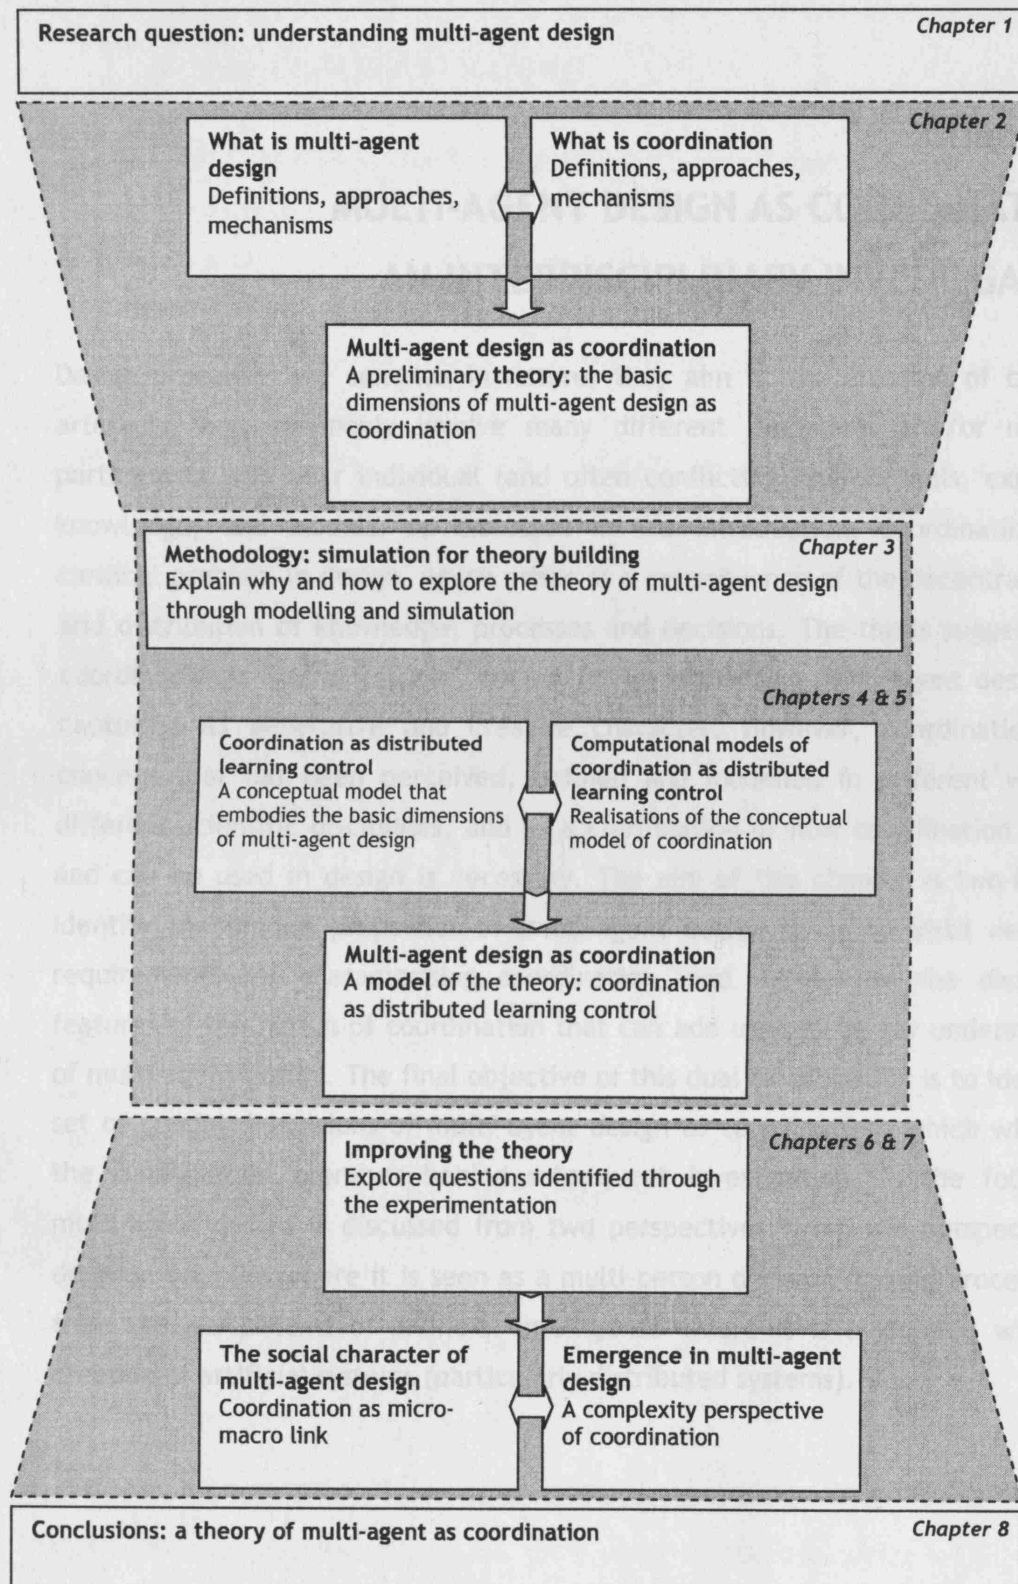 Research question: understanding multi-agent design
Chapter 1
Chapter 2
What is multi-agent
design
Definitions, approaches,
mechanisms
What is coordination
Definitions, approaches,
mechanisms
Multi-agent design as coordination
A preliminary theory: the basic
dimensions of multi-agent design as
coordination
Chapter 3
Methodology: simulation for theory building
Explain why and how to explore the theory of multi-agent design
through modelling and simulation
Chapters 4 & 5
Coordination as distributed
learning control
A conceptual model that
embodies the basic dimensions
of multi-agent design
Computational models of
coordination as distributed
learning control
Realisations of the conceptual
model of coordination
Multi-agent design as coordination
A model of the theory: coordination
as distributed learning control
Chapters 6 & 7
Improving the theory
Explore questions identified through
the experimentation
The social character of
multi-agent design
Coordination as micro-
macro link
Emergence in multi-agent
design
A complexity perspective
of coordination
Conclusions: a theory of multi-agent as coordination
Chapter 8